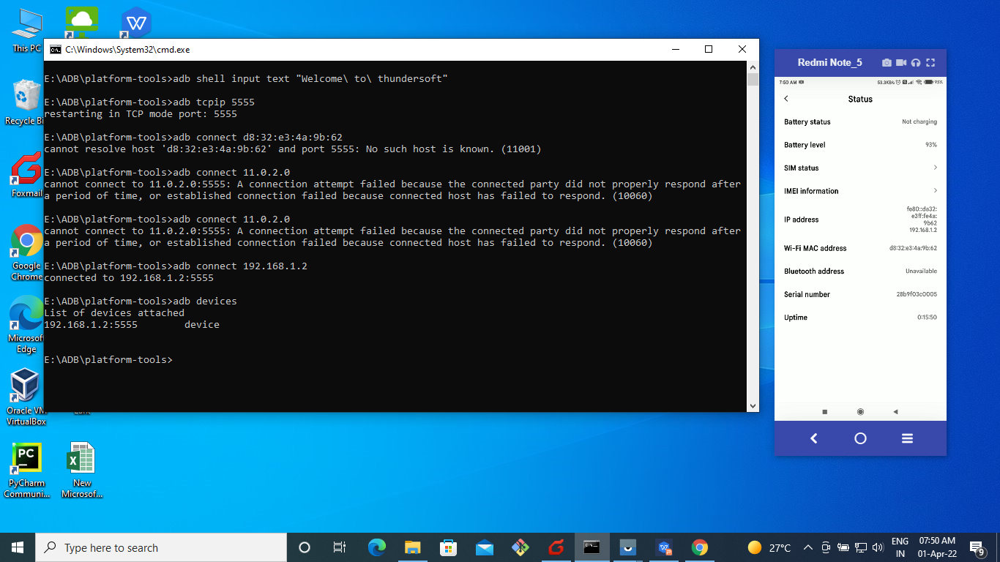 This PC
Recycle Bi
Foxmail
Google
Chrome
Microsof
Edge
Oracle VM
VirtualBox
PyCharm
Communi...
New
Microsof...
C:\Windows\System32\cmd.exe
E:\ADB\platform-tools>adb shell input text "Welcome\ to\ thundersoft"
E:\ADB\platform-tools>adb tcpip 5555
restarting in TCP mode port: 5555
E:\ADB\platform-tools>adb connect d8:32:e3:4a:9b:62
cannot resolve host 'd8:32:e3:4a:9b:62' and port 5555: No such host is known. (11001)
E:\ADB\platform-tools>adb connect 11.0.2.0
cannot connect to 11.0.2.0:5555: A connection attempt failed because the connected party did not properly respond after
a period of time, or established connection failed because connected host has failed to respond. (10060)
E:\ADB\platform-tools>adb connect 11.0.2.0
cannot connect to 11.0.2.0:5555: A connection attempt failed because the connected party did not properly respond after
a period of time, or established connection failed because connected host has failed to respond. (10060)
E:\ADB\platform-tools>adb connect 192.168.1.2
connected to 192.168.1.2:5555
E:\ADB\platform-tools>adb devices
List of devices attached
192.168.1.2:5555 device
E:\ADB\platform-tools>
Redmi Note_5
7:50 AM 53.3KB/s 93%
Status
Battery status Not charging
Battery level 93%
SIM status
IMEI information
IP address fe80::da32:
e3ff:fe4a:
9b62
192.168.1.2
Wi-Fi MAC address d8:32:e3:4a:9b:62
Bluetooth address Unavailable
Serial number 28b9f03c0005
Uptime 0:15:50
Type here to search
27°C
ENG
IN
07:50 AM
01-Apr-22
9